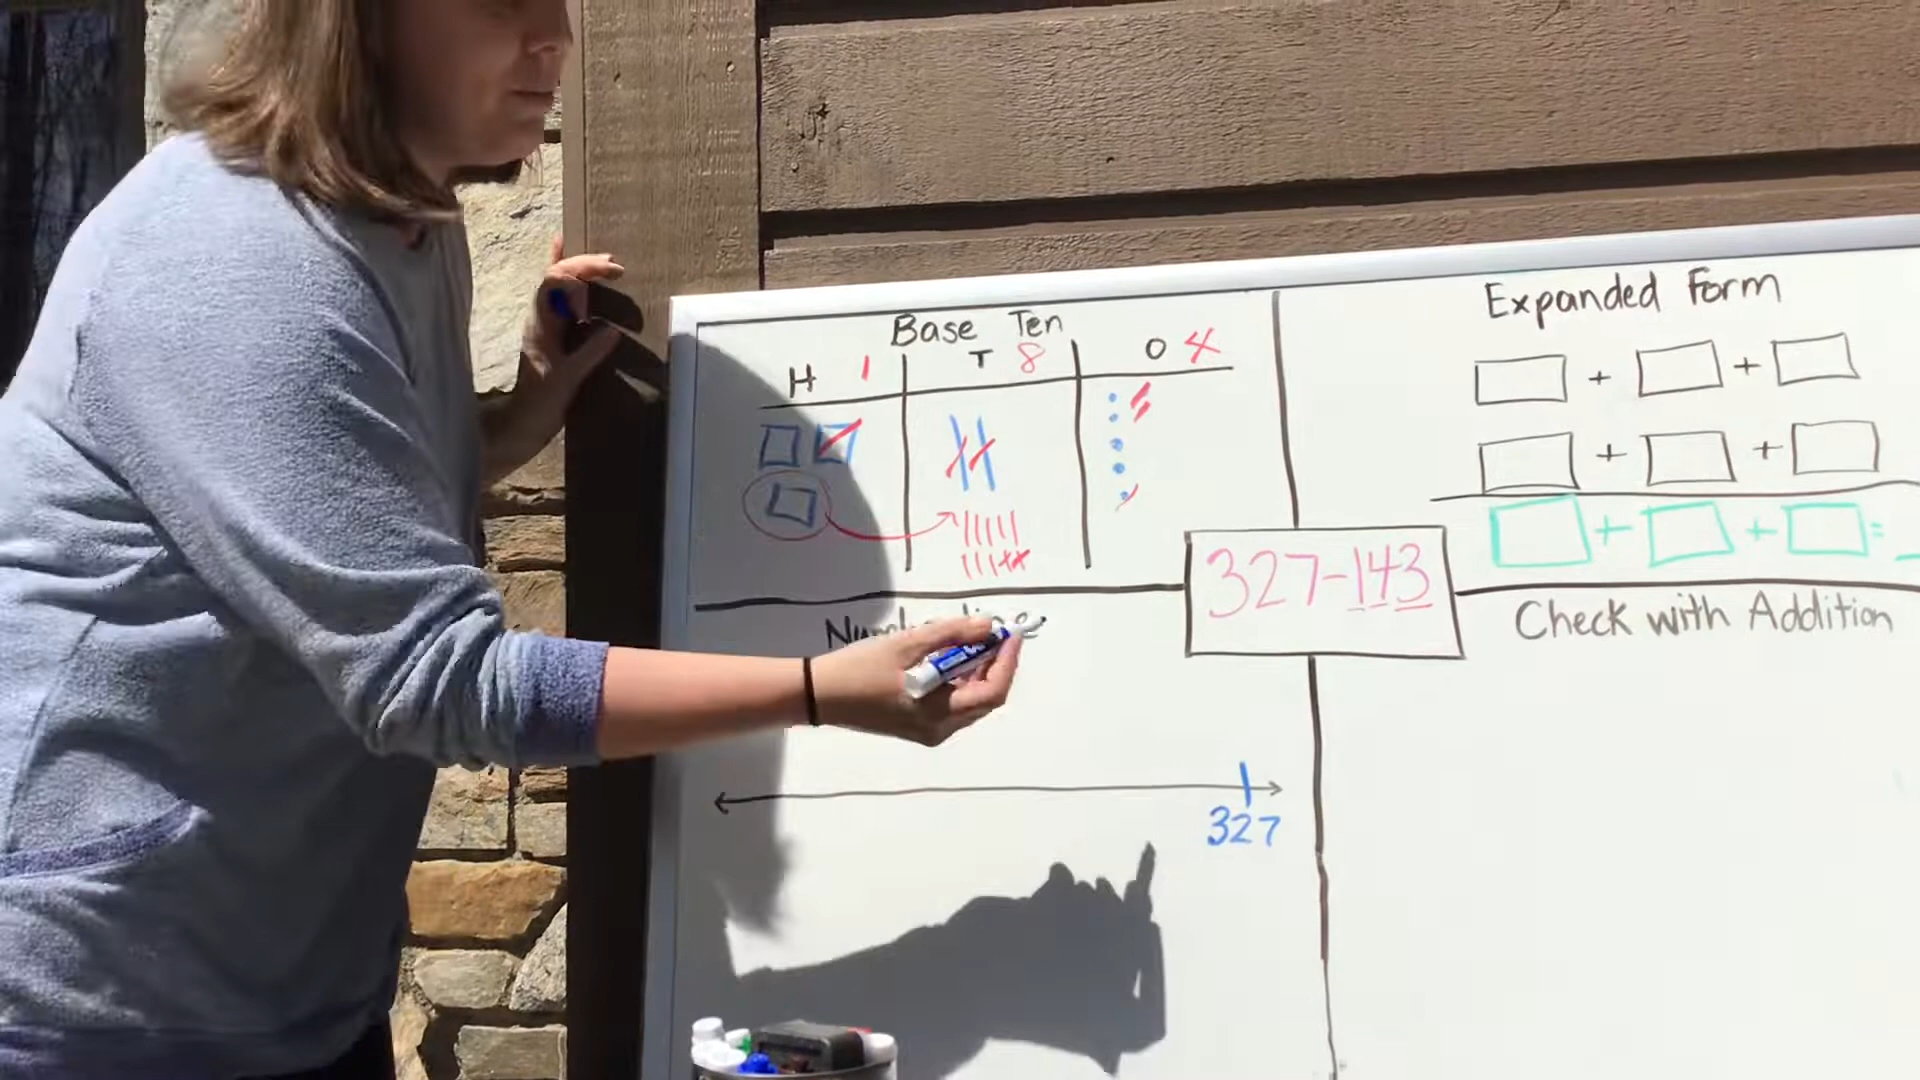 Base Ten
H 1 T 8 O 4
Expanded Form
+ +
+ +
+ + =
327-143
Check with Addition
327